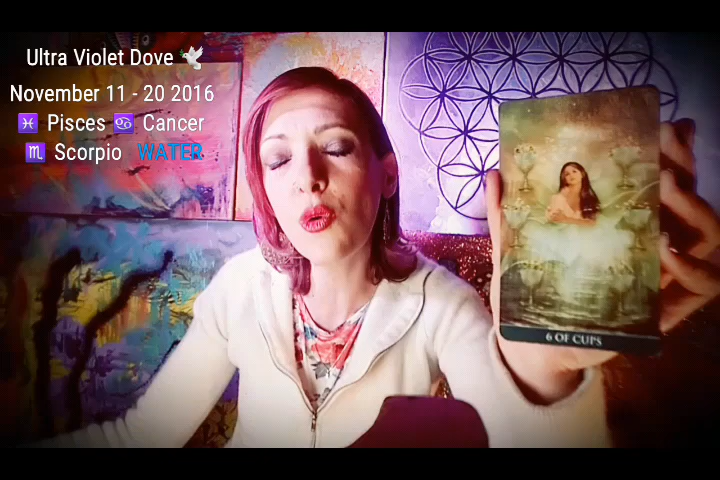 Ultra Violet Dove 🕊️
November 11 - 20 2016
♓ Pisces ♋ Cancer
♏ Scorpio WATER
6 OF CUPS